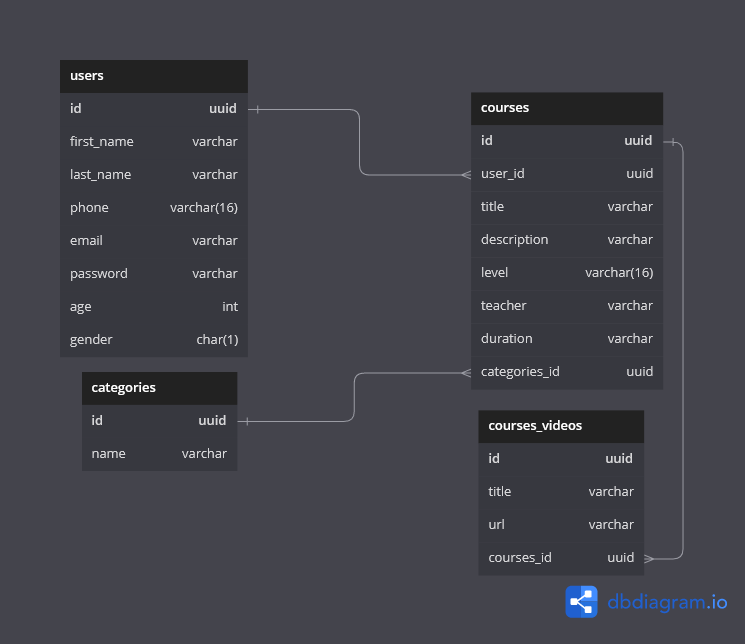 users
id uuid
first_name varchar
last_name varchar
phone varchar(16)
email varchar
password varchar
age int
gender char(1)
categories
id uuid
name varchar
courses
id uuid
user_id uuid
title varchar
description varchar
level varchar(16)
teacher varchar
duration varchar
categories_id uuid
courses_videos
id uuid
title varchar
url varchar
courses_id uuid
dbdiagram.io